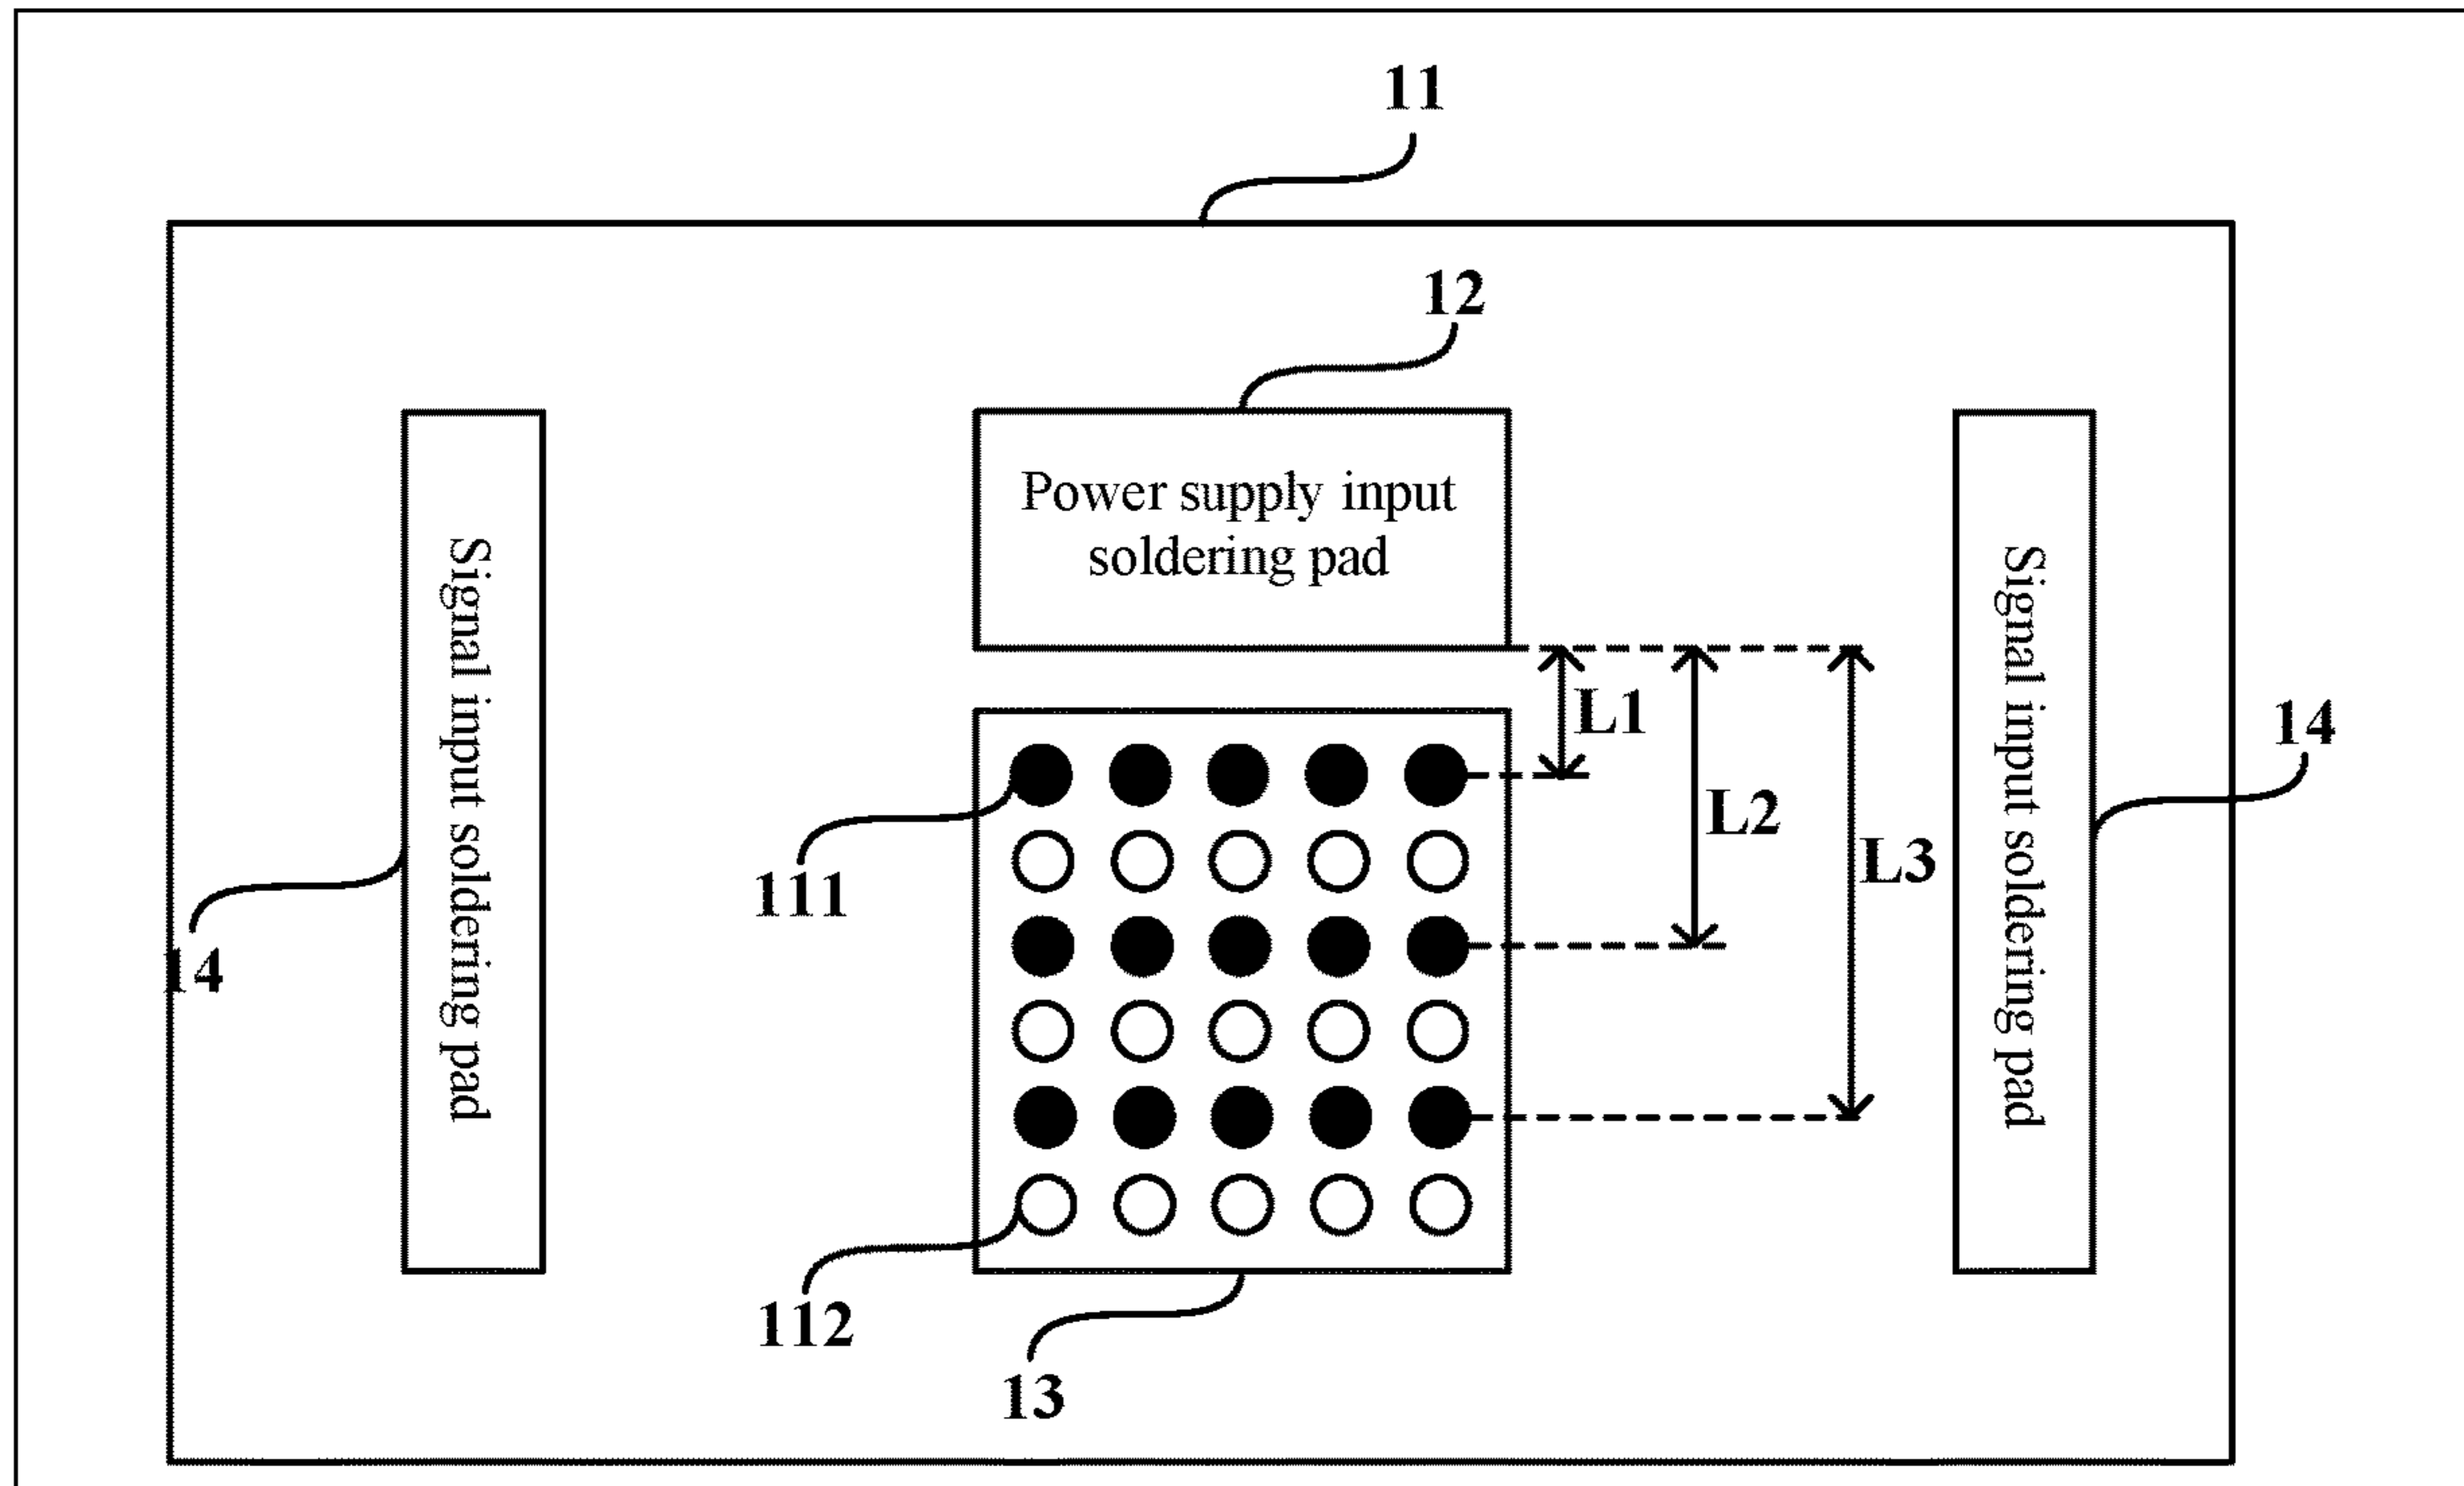 11
12
Power supply input
soldering pad
Signal input soldering pad
Signal input soldering pad
L1
14
L2
L3
111
14
112
13